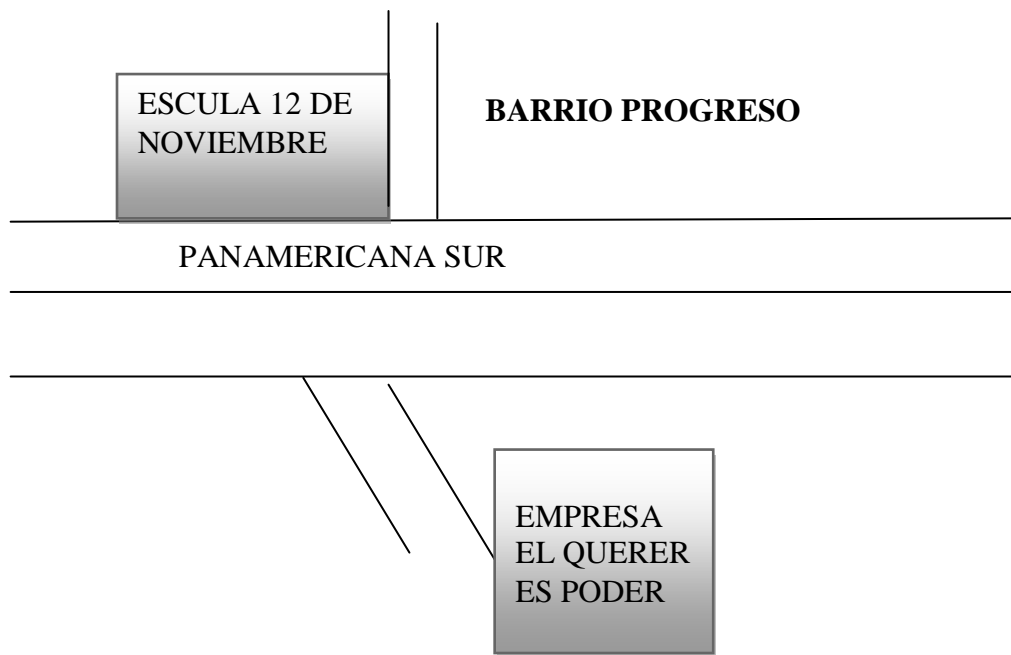 ESCULA 12 DE
NOVIEMBRE
BARRIO PROGRESO
PANAMERICANA SUR
EMPRESA
EL QUERER
ES PODER